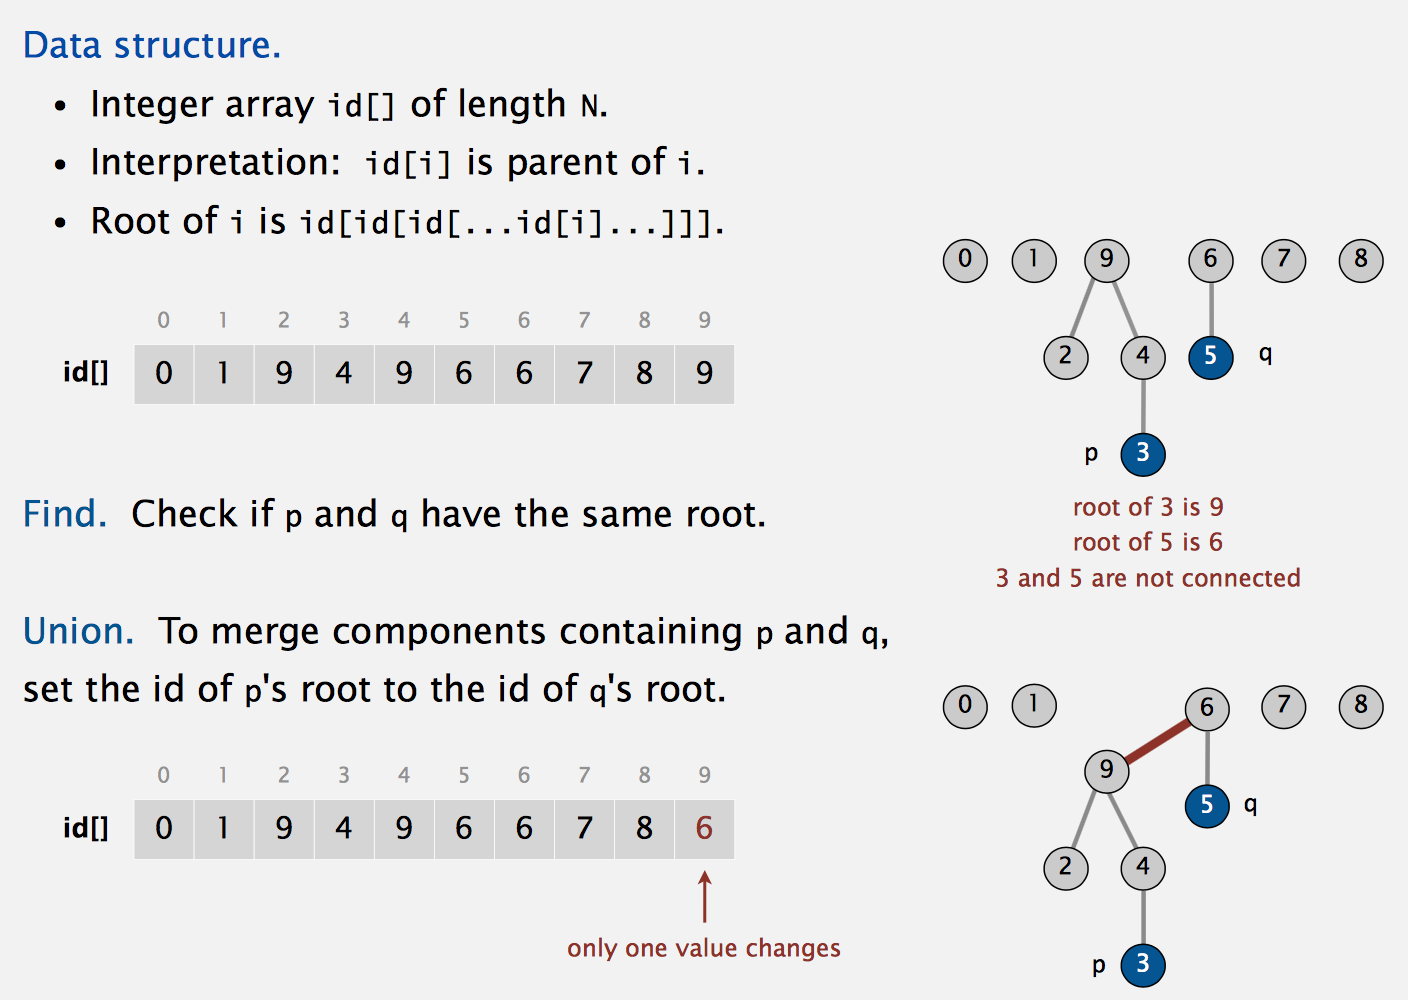 Data structure.
• Integer array id[] of length N.
• Interpretation: id[i] is parent of i.
• Root of i is id[id[id[...id[i]...]]].
0 1 9 6 7 8
0 1 2 3 4 5 6 7 8 9
id[] 0 1 9 4 9 6 6 7 8 9
2 4 5 q
p 3
Find. Check if p and q have the same root.
root of 3 is 9
root of 5 is 6
3 and 5 are not connected
Union. To merge components containing p and q,
set the id of p's root to the id of q's root.
0 1 6 7 8
9
0 1 2 3 4 5 6 7 8 9
5 q
id[] 0 1 9 4 9 6 6 7 8 6
2 4
only one value changes
p 3